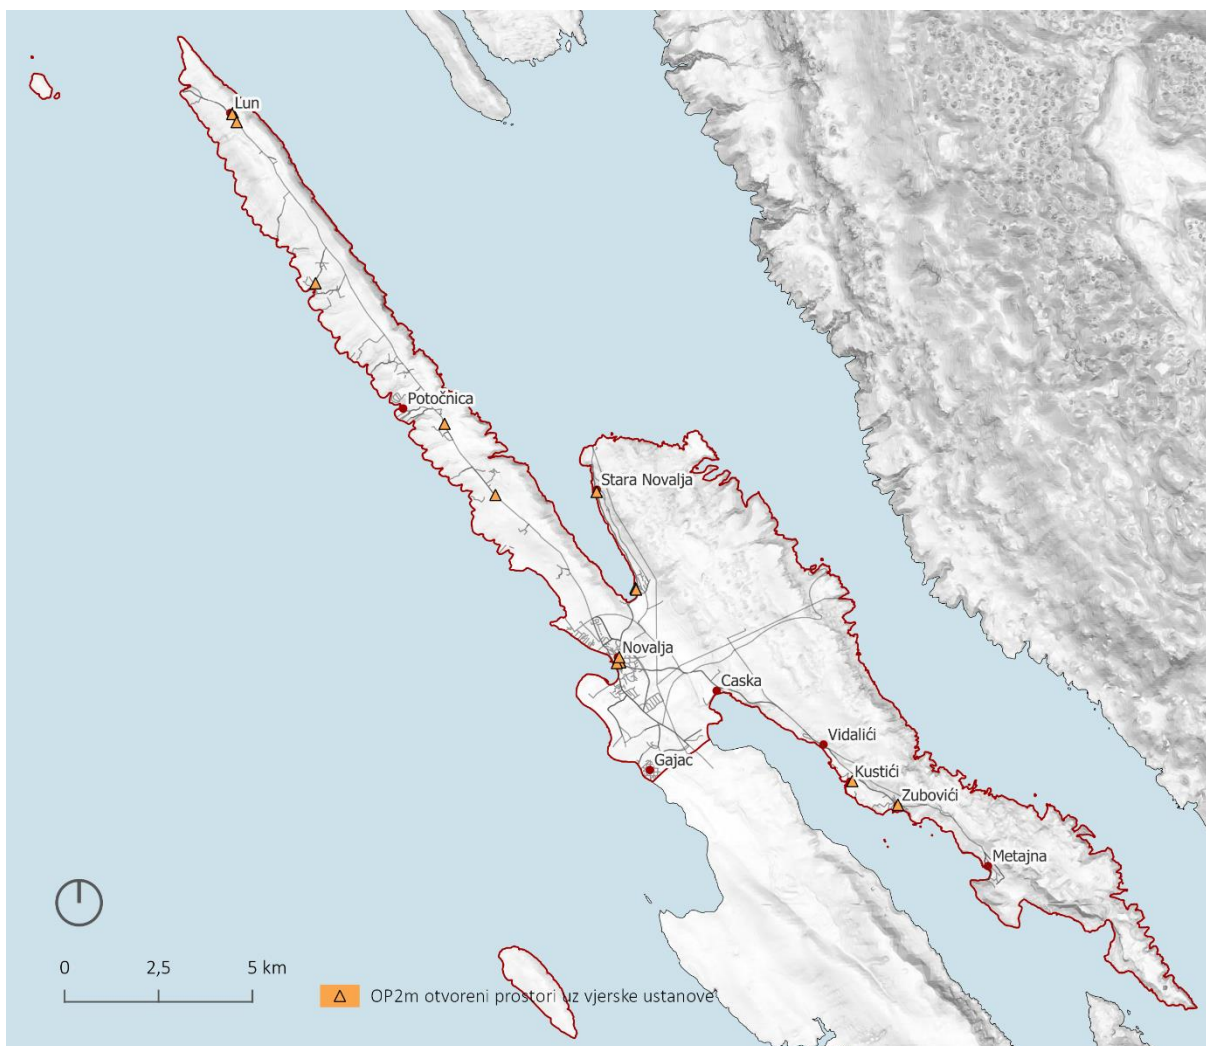 Lun
Potočnica
Stara Novalja
Novalja
Caska
Vidalići
Gajac
Kustići
Zubovići
Metajna
0 2,5 5 km
OP2m otvoreni prostori uz vjerske ustanove